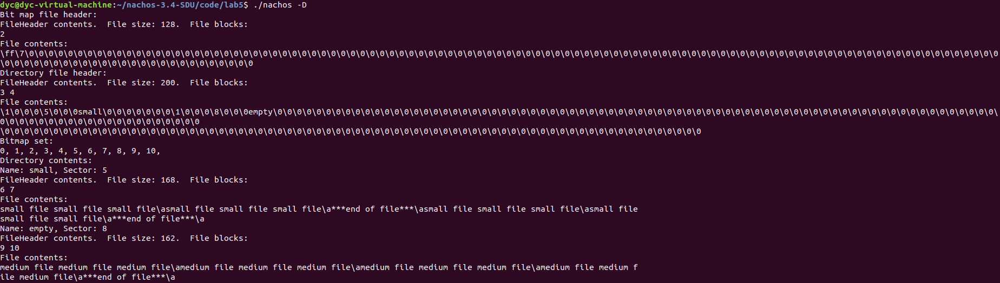 dyc@dyc-virtual-machine:~/nachos-3.4-SDU/code/lab5$ ./nachos -D
Bit map file header:
FileHeader contents.  File size: 128.  File blocks:
2
File contents:
\ff\7\0\0\0\0\0\0\0\0\0\0\0\0\0\0\0\0\0\0\0\0\0\0\0\0\0\0\0\0\0\0\0\0\0\0\0\0\0\0\0\0\0\0\0\0\0\0\0\0\0\0\0\0\0\0\0\0\0\0\0\0\0\0\0\0\0\0\0\0\0\0\0\0\0\0\0\0\0\0\0\0\0\0\0\0\0\0\0\0\0\0\0\0\0\0\0\0\0\0\0\0
\0\0\0\0\0\0\0\0\0\0\0\0\0\0\0\0\0\0\0\0\0\0\0\0\0\0
Directory file header:
FileHeader contents.  File size: 200.  File blocks:
3 4
File contents:
\1\0\0\0\5\0\0\0small\0\0\0\0\0\0\0\1\0\0\0\8\0\0\0empty\0\0\0\0\0\0\0\0\0\0\0\0\0\0\0\0\0\0\0\0\0\0\0\0\0\0\0\0\0\0\0\0\0\0\0\0\0\0\0\0\0\0\0\0\0\0\0\0\0\0\0\0\0\0\0\0\0\0\0\0\0\0\0\0\0\0\0\0\0\0\0\0\0\0\
0\0\0\0\0\0\0\0\0\0\0\0\0\0\0\0\0\0\0\0\0
\0\0\0\0\0\0\0\0\0\0\0\0\0\0\0\0\0\0\0\0\0\0\0\0\0\0\0\0\0\0\0\0\0\0\0\0\0\0\0\0\0\0\0\0\0\0\0\0\0\0\0\0\0\0\0\0\0\0\0\0\0\0\0\0\0\0\0\0\0\0\0\0
Bitmap set:
0, 1, 2, 3, 4, 5, 6, 7, 8, 9, 10,
Directory contents:
Name: small, Sector: 5
FileHeader contents.  File size: 168.  File blocks:
6 7
File contents:
small file small file small file\asmall file small file small file\a***end of file***\asmall file small file small file\asmall file
small file small file\a***end of file***\a
Name: empty, Sector: 8
FileHeader contents.  File size: 162.  File blocks:
9 10
File contents:
medium file medium file medium file\amedium file medium file medium file\amedium file medium file medium file\amedium file medium f
ile medium file\a***end of file***\a